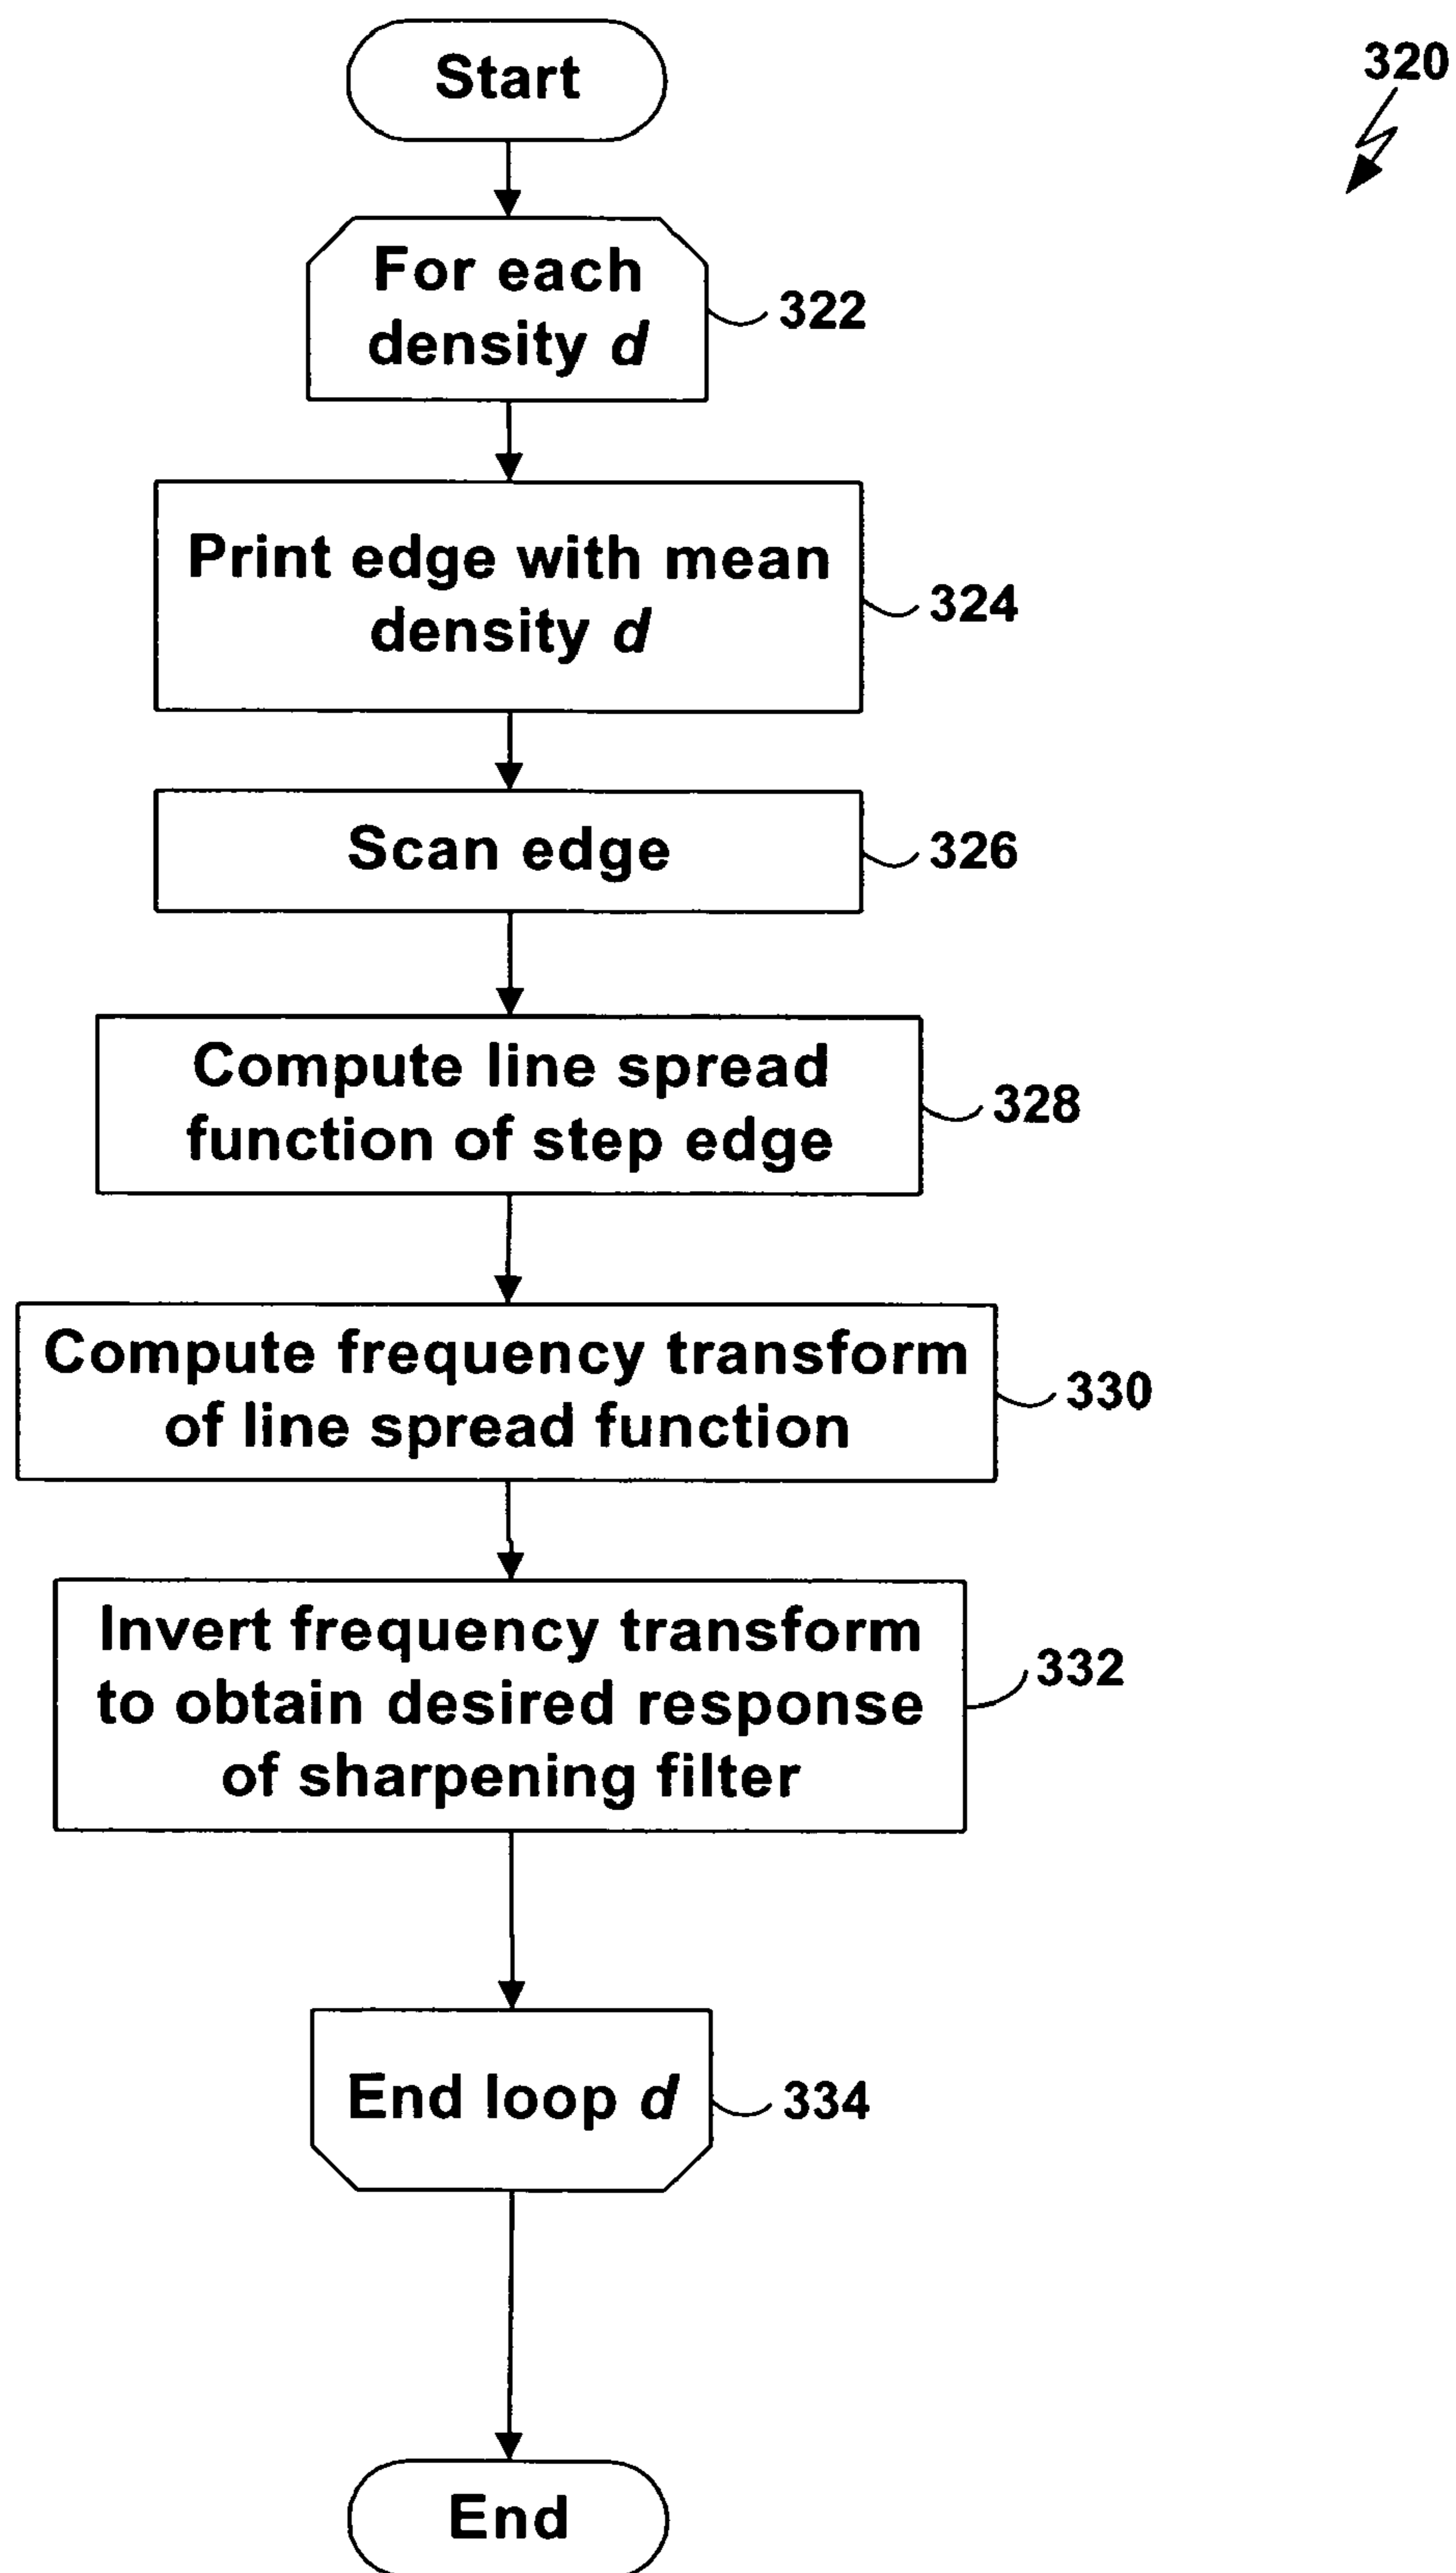 Start
320
For each
density d
322
Print edge with mean
density d
324
Scan edge
326
Compute line spread
function of step edge
328
Compute frequency transform
of line spread function
330
Invert frequency transform
to obtain desired response
of sharpening filter
332
End loop d
334
End